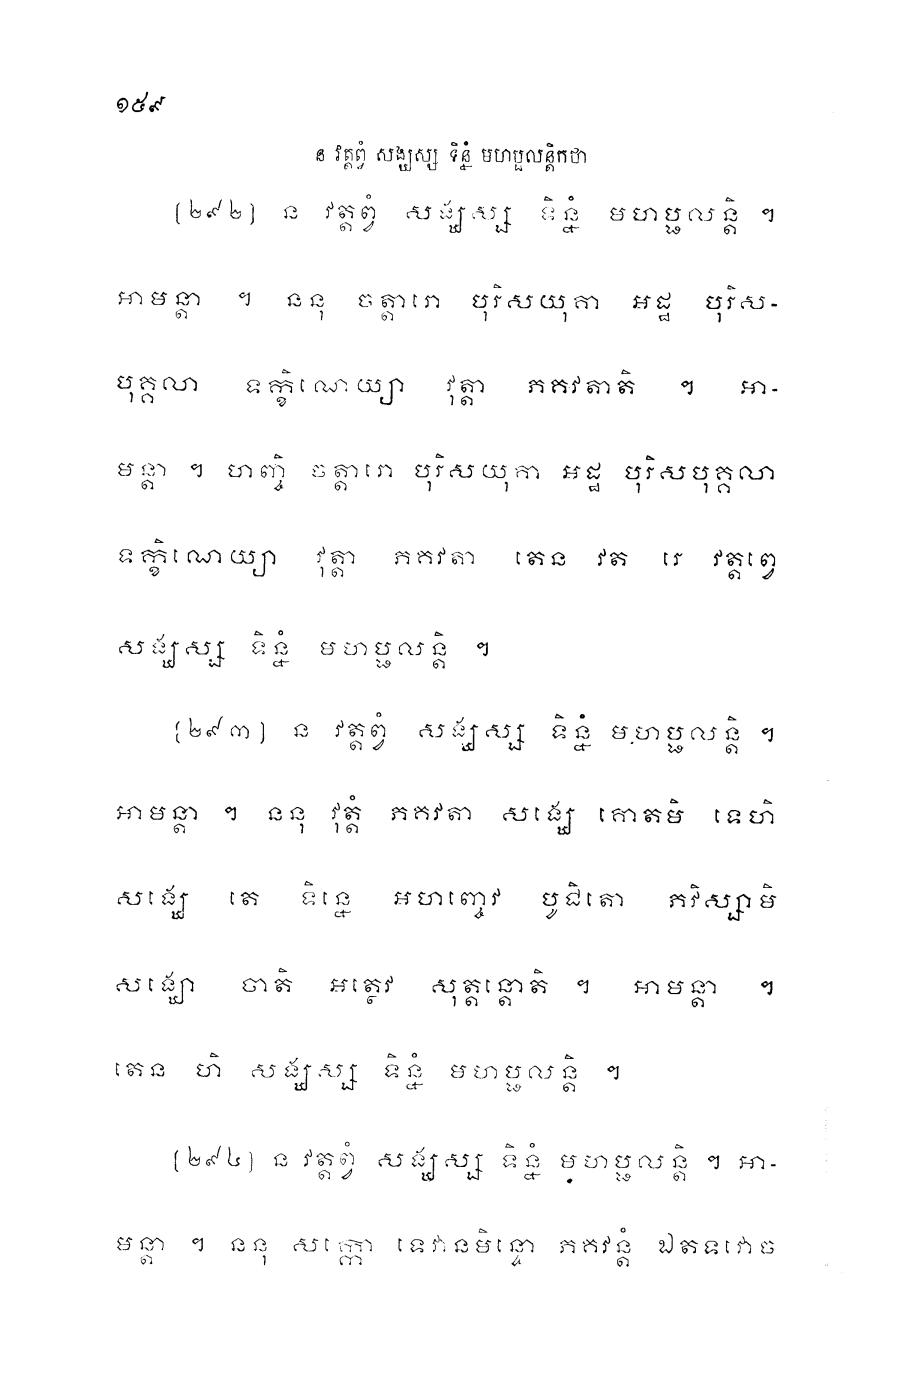 ១៥៩
ន វត្តព្វំ សង្ឃស្ស ទិន្នំ មហប្ផលន្តិកថា
(២៩២) ន វត្តព្វំ សង្ឃស្ស ទិន្នំ មហប្ផលន្តិ ។
អាមន្តា ។ ននុ ចត្តារោ បុរិសយុគា អដ្ឋ បុរិស-
បុគ្គលា ទក្ខិណេយ្យា វុត្តា ភគវតាតិ ។ អា-
មន្តា ។ ហញ្ចិ ចត្តារោ បុរិសយុគា អដ្ឋ បុរិសបុគ្គលា
ទក្ខិណេយ្យា វុត្តា ភគវតា តេន វត រេ វត្តព្វេ
សង្ឃស្ស ទិន្នំ មហប្ផលន្តិ ។
(២៩៣) ន វត្តព្វំ សង្ឃស្ស ទិន្នំ មហប្ផលន្តិ ។
អាមន្តា ។ ននុ វុត្តំ ភគវតា សង្ឃេ គោតមិ ទេហិ
សង្ឃេ តេ ទិន្នេ អហញ្ចេវ បូជិតោ ភវិស្សាមិ
សង្ឃោ ចាតិ អត្ថេវ សុត្តន្តោតិ ។ អាមន្តា ។
តេន ហិ សង្ឃស្ស ទិន្នំ មហប្ផលន្តិ ។
(២៩៤) ន វត្តព្វំ សង្ឃស្ស ទិន្នំ មហប្ផលន្តិ ។ អា-
មន្តា ។ ននុ សក្កោ ទេវានមិន្ទោ ភគវន្តំ ឯតទវោច